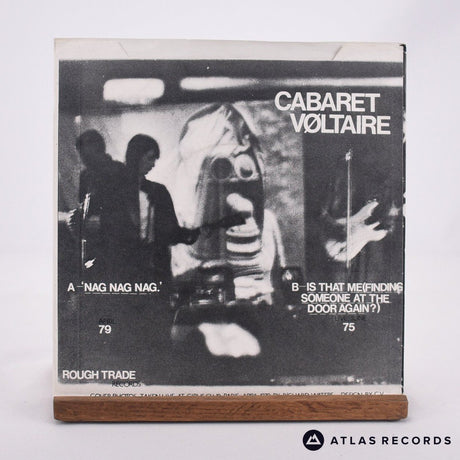 CABARET
VØLTAIRE
A–'NAG NAG NAG.'
79
B–IS THAT ME(FINDING
SOMEONE AT THE
DOOR AGAIN?)
75
ROUGH TRADE
RECORDS
ATLAS RECORDS